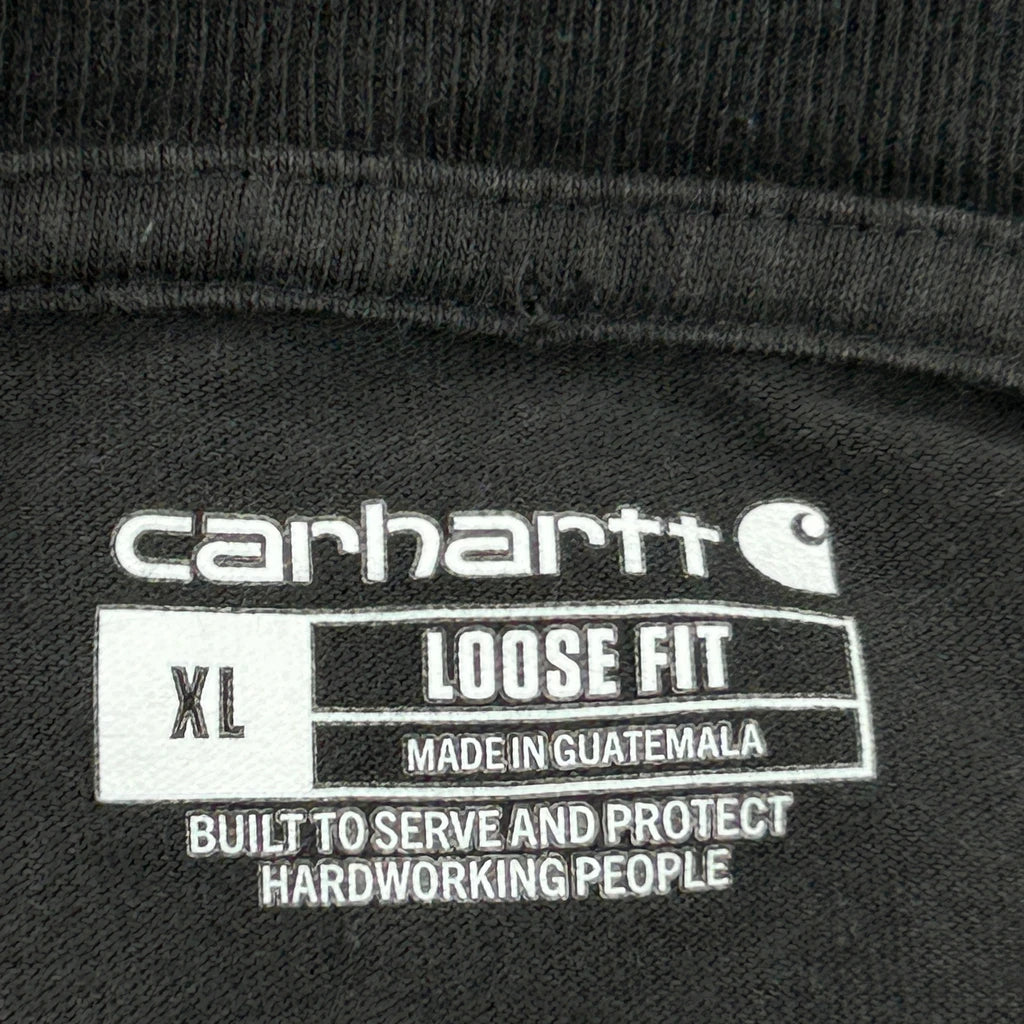 carhartt
XL
LOOSE FIT
MADE IN GUATEMALA
BUILT TO SERVE AND PROTECT
HARDWORKING PEOPLE